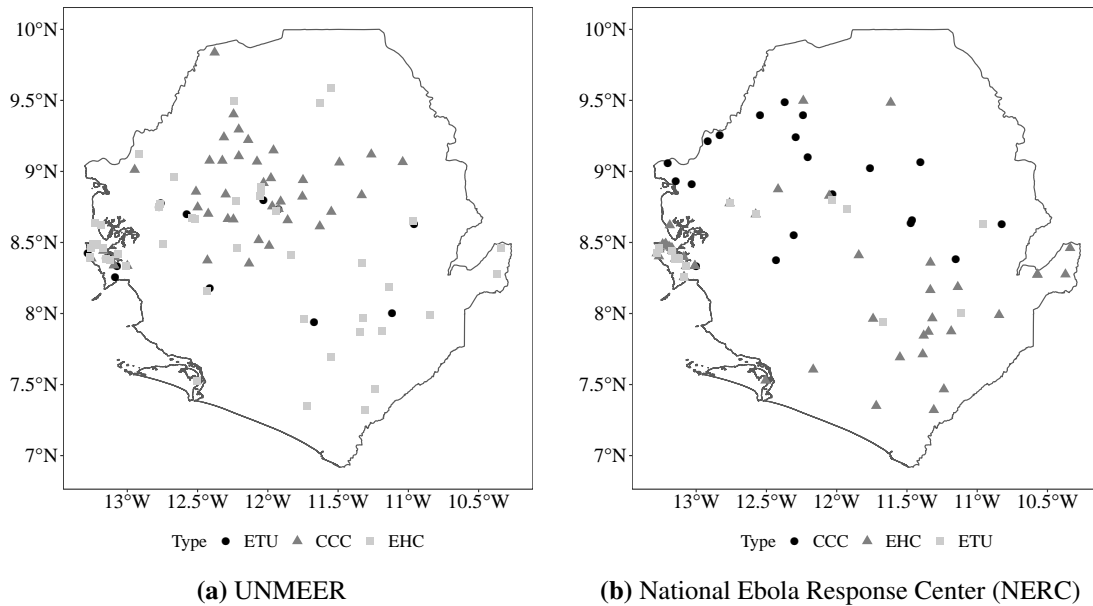 10°N
9.5°N
9°N
8.5°N
8°N
7.5°N
7°N
13°W 12.5°W 12°W 11.5°W 11°W 10.5°W
Type ETU CCC EHC
(a) UNMEER
10°N
9.5°N
9°N
8.5°N
8°N
7.5°N
7°N
13°W 12.5°W 12°W 11.5°W 11°W 10.5°W
Type CCC EHC ETU
(b) National Ebola Response Center (NERC)